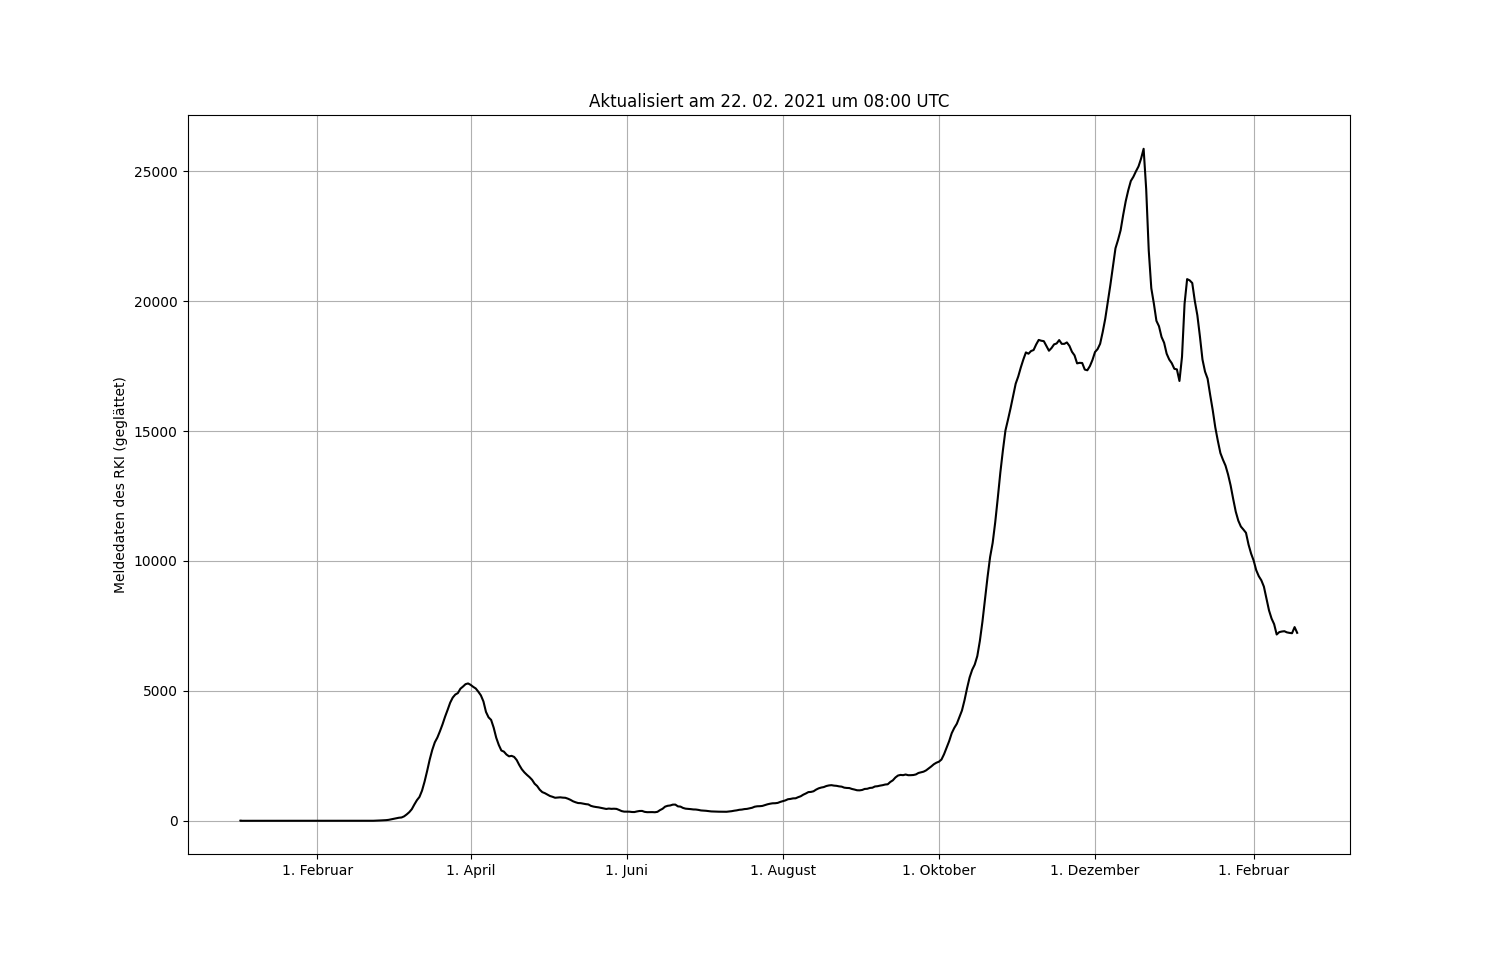 Aktualisiert am 22. 02. 2021 um 08:00 UTC
Meldedaten des RKI (geglättet)
25000
20000
15000
10000
5000
0
1. Februar
1. April
1. Juni
1. August
1. Oktober
1. Dezember
1. Februar